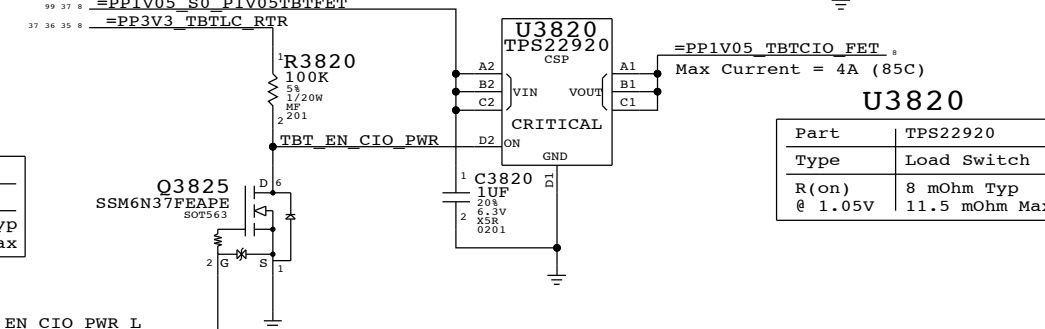 99 37 8 =PP1V05_S0_P1V05TBTFET
37 36 35 8 =PP3V3_TBTLC_RTR
1 R3820
100K
5%
1/20W
MF
2 201
TBT_EN_CIO_PWR
Q3825
SSM6N37FEAPE
SOT563
D 6
2 G S 1
EN CIO PWR L
U3820
TPS22920
CSP
A2 A1
B2 VIN VOUT B1
C2 C1
CRITICAL
D2 ON
GND
D1
1 C3820
1UF
20%
6.3V
2 X5R
0201
=PP1V05_TBTCIO_FET 8
Max Current = 4A (85C)
U3820
Part TPS22920
Type Load Switch
R(on) 8 mOhm Typ
@ 1.05V 11.5 mOhm Max
yp
ax